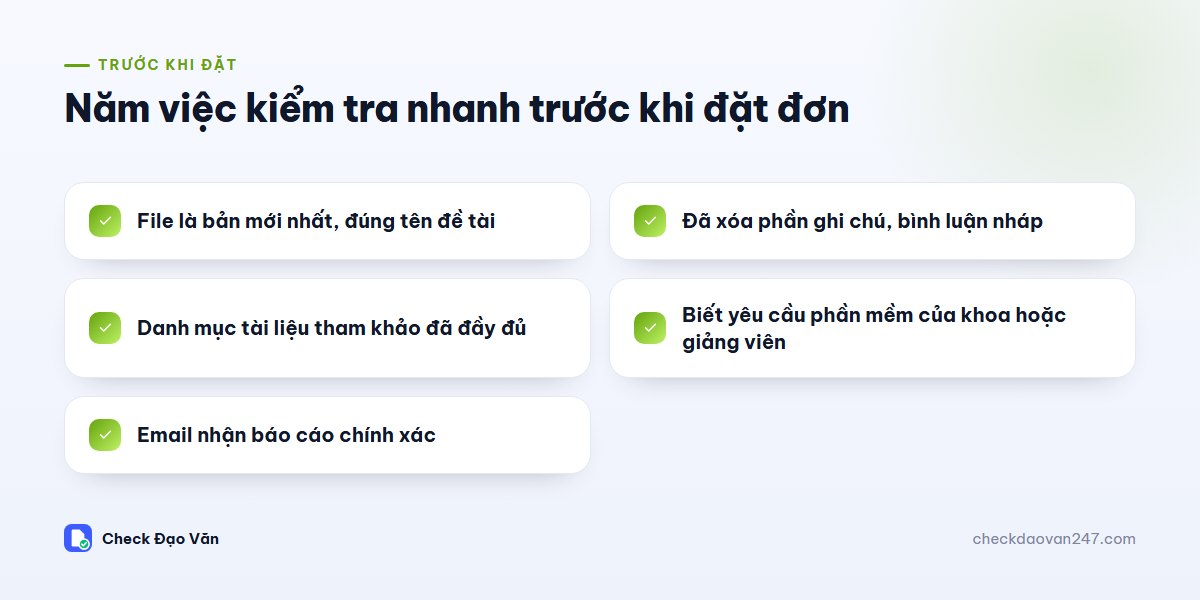 TRƯỚC KHI ĐẶT
Năm việc kiểm tra nhanh trước khi đặt đơn
File là bản mới nhất, đúng tên đề tài
Đã xóa phần ghi chú, bình luận nháp
Danh mục tài liệu tham khảo đã đầy đủ
Biết yêu cầu phần mềm của khoa hoặc
giảng viên
Email nhận báo cáo chính xác
Check Đạo Văn
checkdaovan247.com